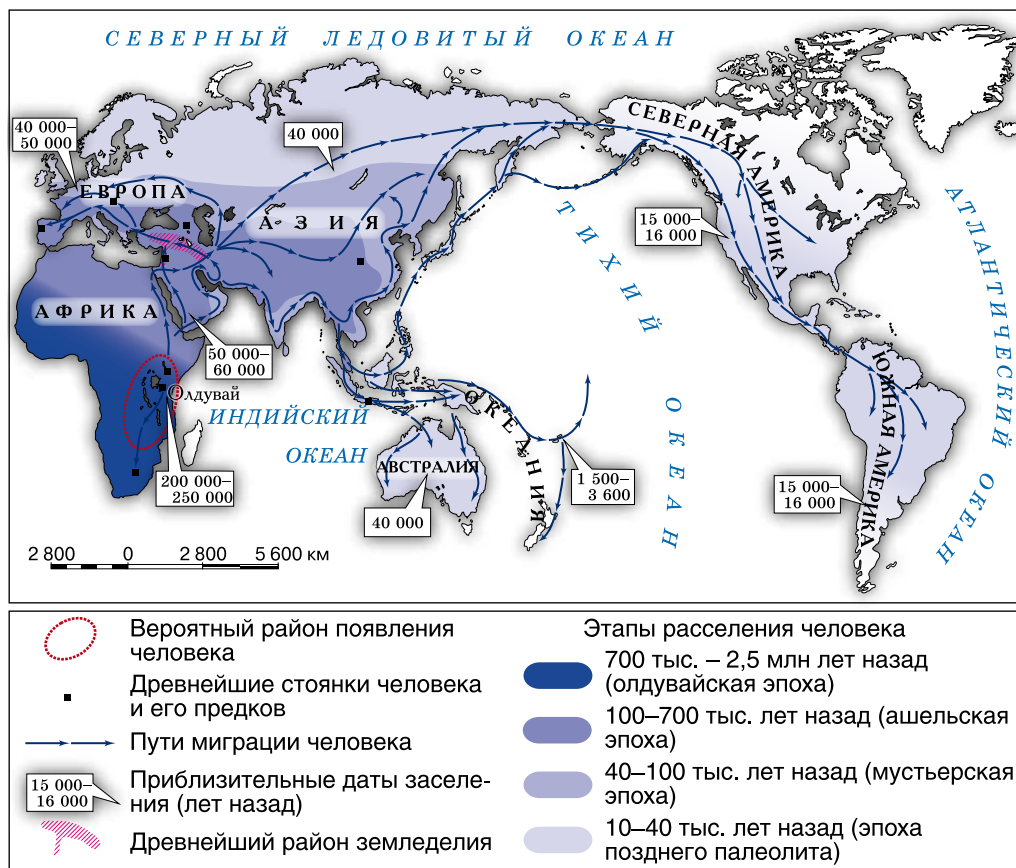 СЕВЕРНЫЙ ЛЕДОВИТЫЙ ОКЕАН
40 000–
50 000
40 000
ЕВРОПА
АЗИЯ
СЕВЕРНАЯ АМЕРИКА
15 000–
16 000
ТИХИЙ ОКЕАН
АТЛАНТИЧЕСКИЙ ОКЕАН
АФРИКА
50 000–
60 000
Олдувай
ИНДИЙСКИЙ
ОКЕАН
ОКЕАНИЯ
АВСТРАЛИЯ
ЮЖНАЯ АМЕРИКА
200 000–
250 000
40 000
1 500–
3 600
15 000–
16 000
2 800 0 2 800 5 600 км
Вероятный район появления
человека
Древнейшие стоянки человека
и его предков
Пути миграции человека
15 000–
16 000
Приблизительные даты заселе-
ния (лет назад)
Древнейший район земледелия
Этапы расселения человека
700 тыс. – 2,5 млн лет назад
(олдувайская эпоха)
100–700 тыс. лет назад (ашельская
эпоха)
40–100 тыс. лет назад (мустьерская
эпоха)
10–40 тыс. лет назад (эпоха
позднего палеолита)